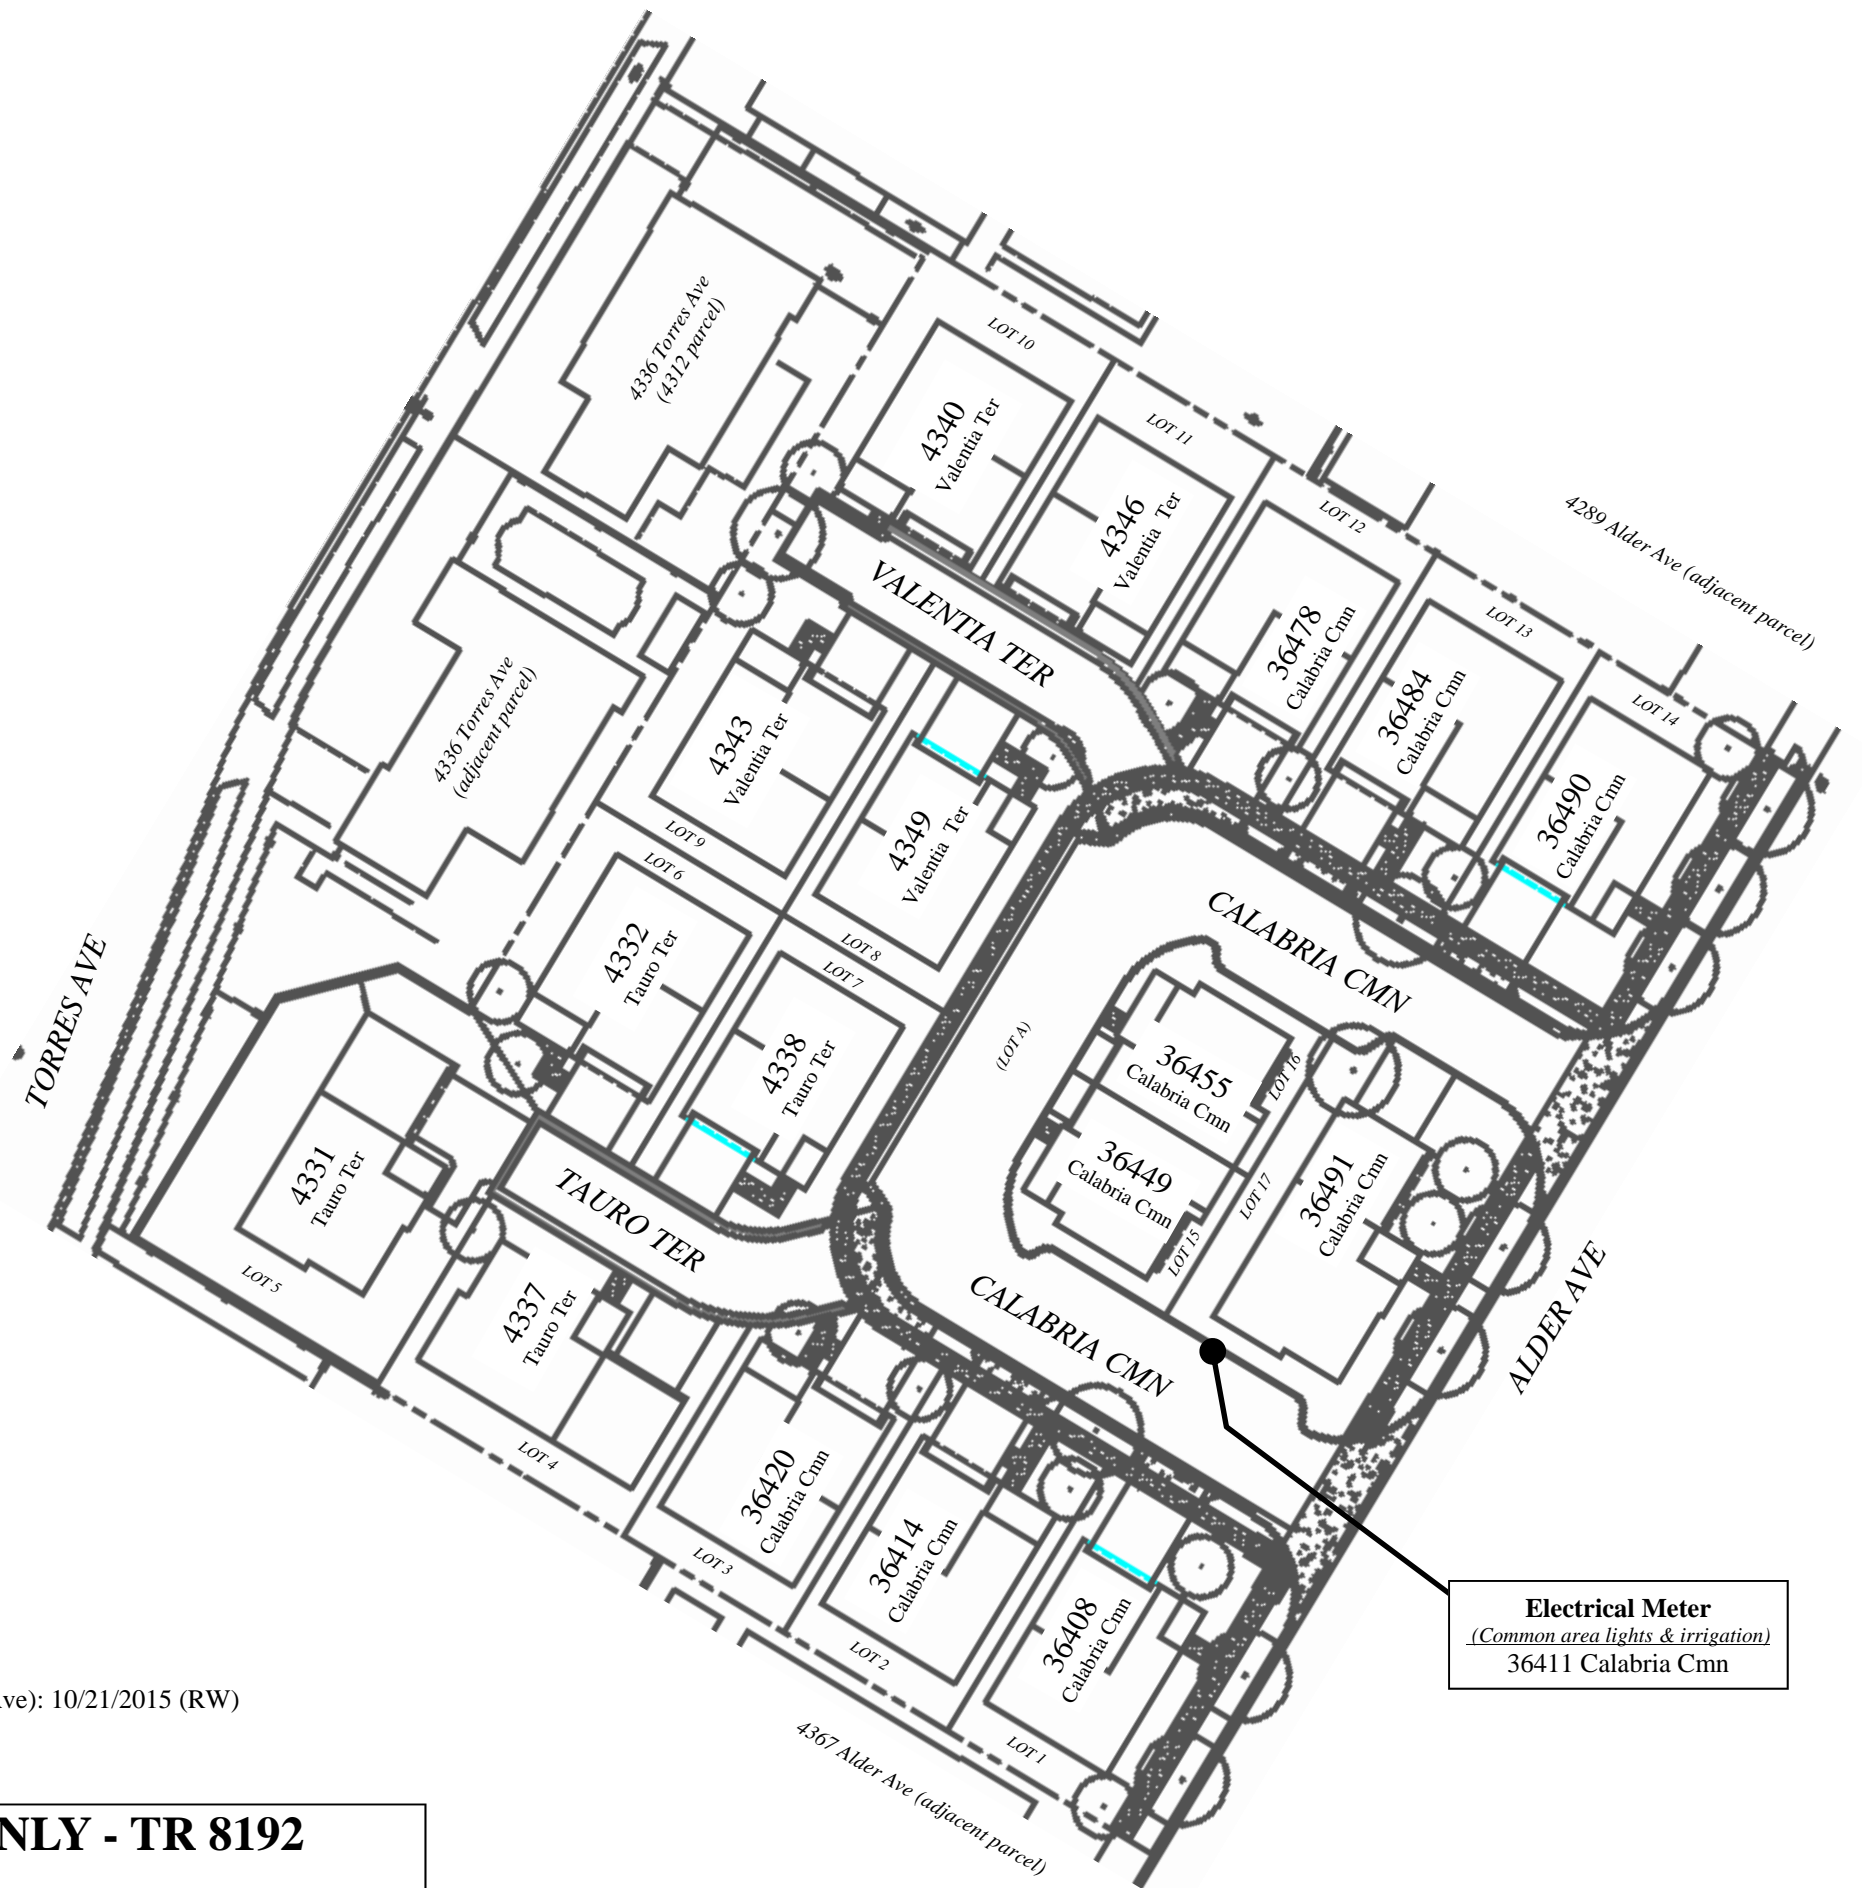 4336 Torres Ave
(4312 parcel)
LOT 10
4340
Valentia Ter
LOT 11
4346
Valentia Ter
LOT 12
4289 Alder Ave (adjacent parcel)
VALENTIA TER
36478
Calabria Cmn
LOT 13
36484
Calabria Cmn
LOT 14
36490
Calabria Cmn
4336 Torres Ave
(adjacent parcel)
4343
Valentia Ter
LOT 9
4349
Valentia Ter
LOT 8
LOT 6
4332
Tauro Ter
LOT 7
4338
Tauro Ter
CALABRIA CMN
TORRES AVE
(LOT A)
36455
Calabria Cmn
LOT 16
36449
Calabria Cmn
LOT 15
LOT 17
36491
Calabria Cmn
4331
Tauro Ter
LOT 5
TAURO TER
4337
Tauro Ter
LOT 4
CALABRIA CMN
ALDER AVE
36420
Calabria Cmn
LOT 3
36414
Calabria Cmn
LOT 2
36408
Calabria Cmn
LOT 1
Electrical Meter
(Common area lights & irrigation)
36411 Calabria Cmn
4367 Alder Ave (adjacent parcel)
ve): 10/21/2015 (RW)
NLY - TR 8192